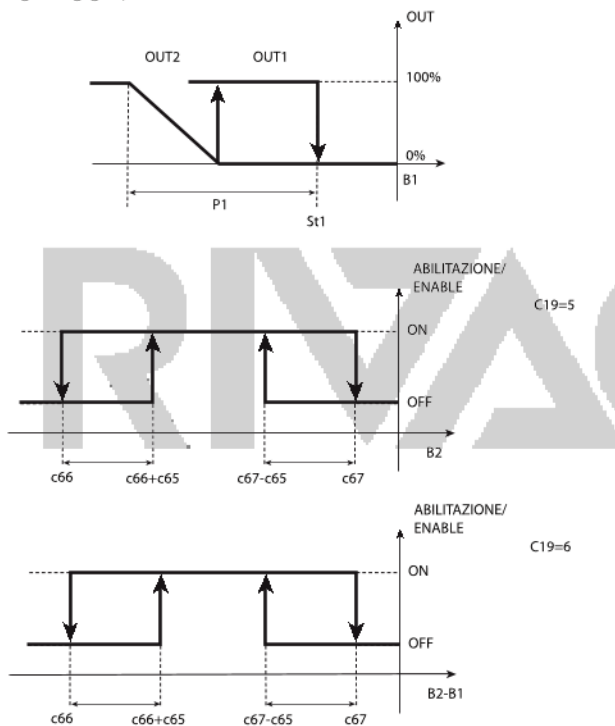 OUT
OUT2 OUT1
100%
0%
B1
P1
St1
ABILITAZIONE/
ENABLE
C19=5
ON
OFF
B2
c66 c66+c65 c67-c65 c67
ABILITAZIONE/
ENABLE
C19=6
ON
OFF
B2-B1
c66 c66+c65 c67-c65 c67